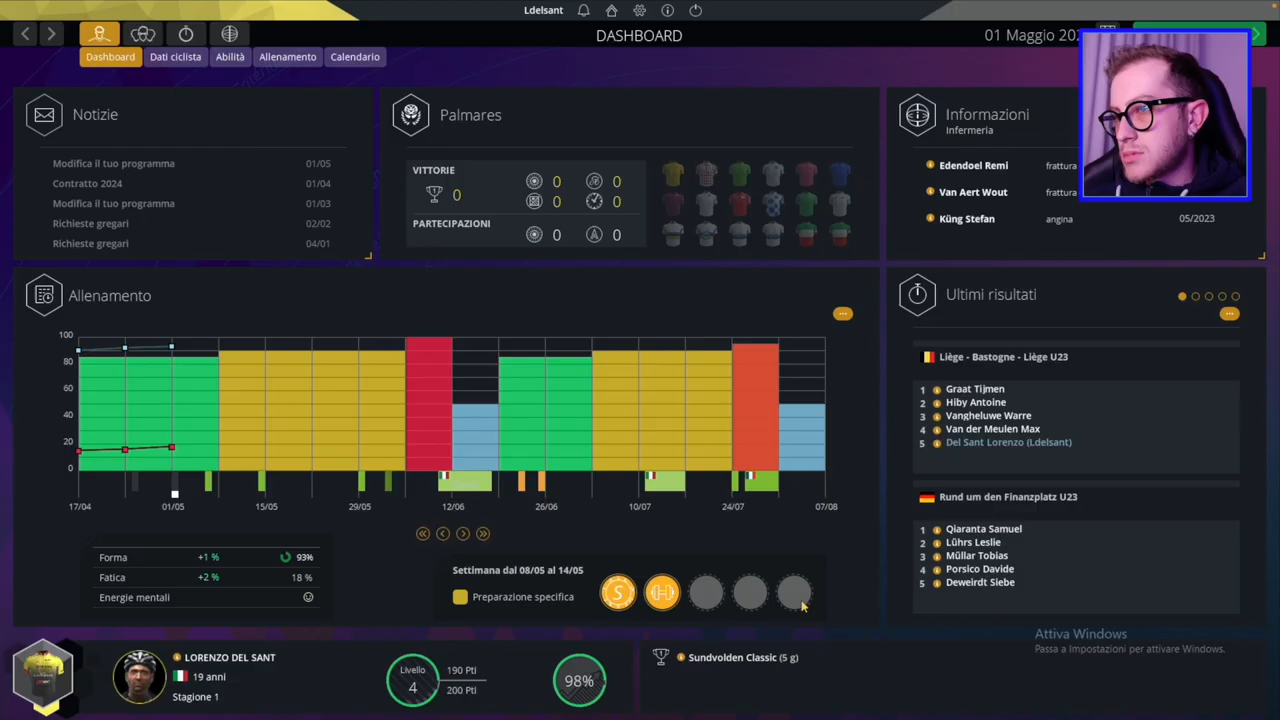 Ldelsant
DASHBOARD
01 Maggio
Dashboard
Dati ciclista
Abilità
Allenamento
Calendario
Notizie
Modifica il tuo programma 01/05
Contratto 2024 01/04
Modifica il tuo programma 01/03
Richieste gregari 02/02
Richieste gregari 04/01
Palmares
VITTORIE
0 0 0
0 0
PARTECIPAZIONI
0 0
Informazioni
Infermeria
Edendoel Remi frattura
Van Aert Wout frattura
Küng Stefan angina 05/2023
Allenamento
100
80
60
40
20
0
17/04 01/05 15/05 29/05 12/06 26/06 10/07 24/07 07/08
Forma +1 % 93%
Fatica +2 % 18 %
Energie mentali
Settimana dal 08/05 al 14/05
Preparazione specifica
S
Ultimi risultati
Liège - Bastogne - Liège U23
1 Graat Tijmen
2 Hiby Antoine
3 Vangheluwe Warre
4 Van der Meulen Max
5 Del Sant Lorenzo (Ldelsant)
Rund um den Finanzplatz U23
1 Qiaranta Samuel
2 Lührs Leslie
3 Müllar Tobias
4 Porsico Davide
5 Deweirdt Siebe
Attiva Windows
Passa a Impostazioni per attivare Windows.
LORENZO DEL SANT
19 anni
Stagione 1
Livello
4
190 Pti
200 Pti
98%
Sundvolden Classic (5 g)